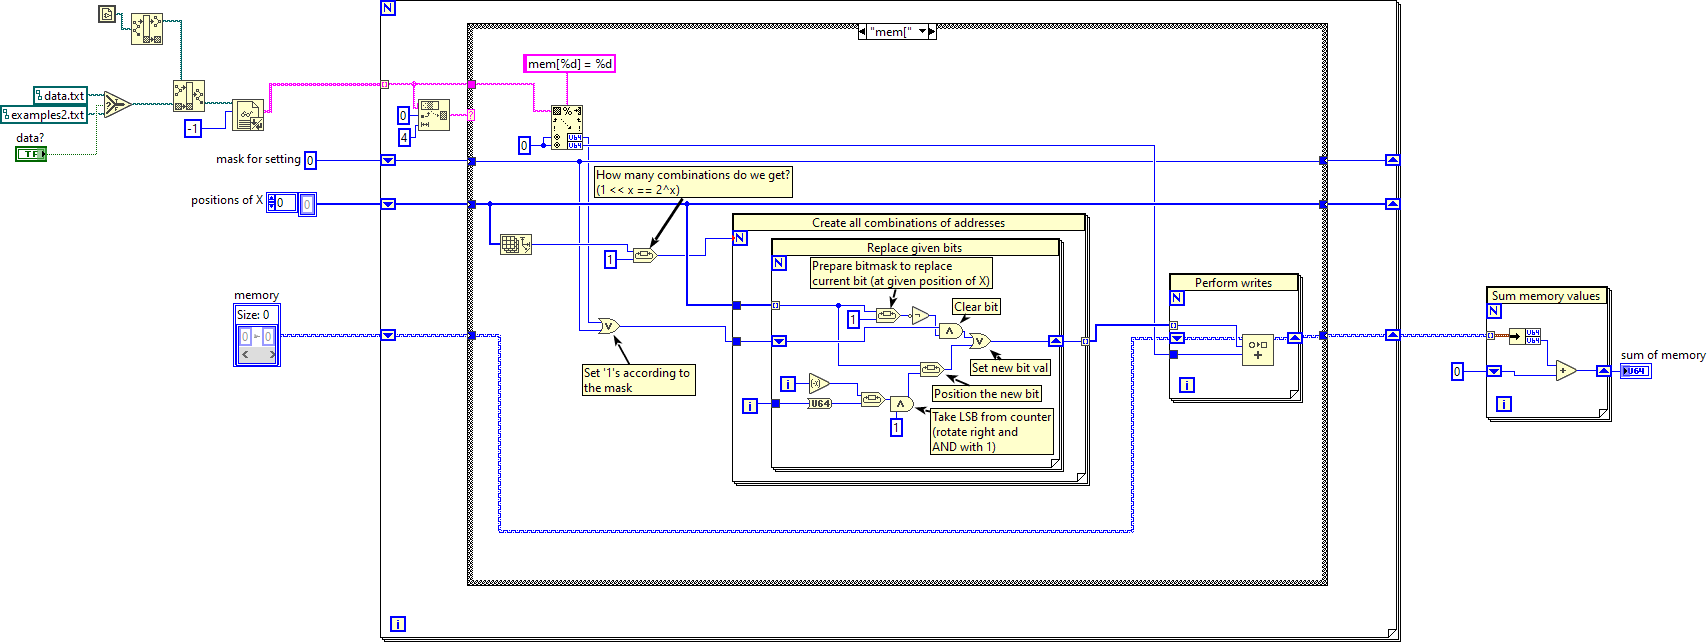 N
"mem["
mem[%d] = %d
data.txt
examples2.txt
-1
data?
TF
0
4
0
U64
U64
mask for setting 0
How many combinations do we get?
(1 << x == 2^x)
positions of X 0 0
Create all combinations of addresses
N
Replace given bits
N
1
Prepare bitmask to replace
current bit (at given position of X)
memory
Size: 0
0 0
Clear bit
1
Perform writes
N
Sum memory values
N
U64
U64
Set new bit val
Set '1's according to
the mask
i
Position the new bit
i
U64
1
Take LSB from counter
(rotate right and
AND with 1)
i
sum of memory
0
U64
i
i